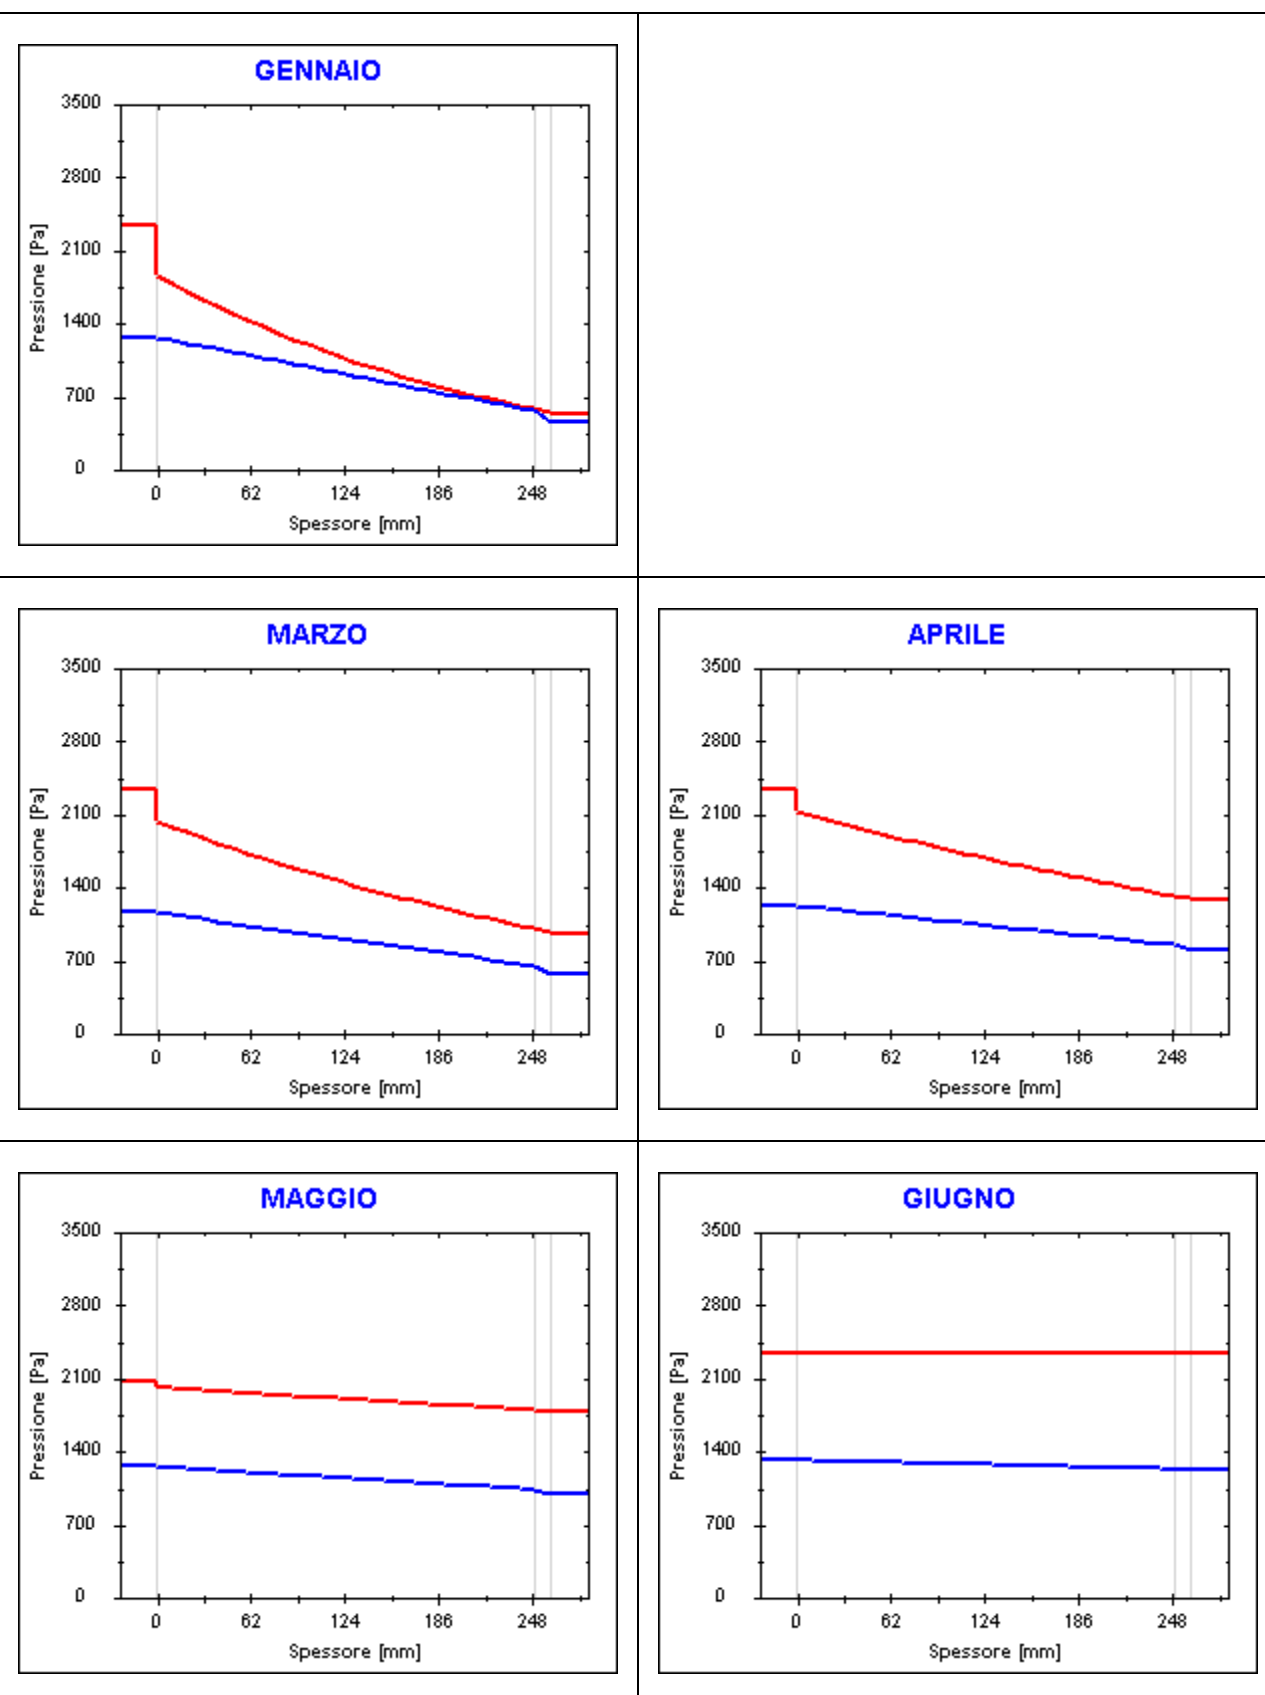 GENNAIO
3500
2800
2100
1400
700
0
Pressione [Pa]
0 62 124 186 248
Spessore [mm]
MARZO
3500
2800
2100
1400
700
0
Pressione [Pa]
0 62 124 186 248
Spessore [mm]
APRILE
3500
2800
2100
1400
700
0
Pressione [Pa]
0 62 124 186 248
Spessore [mm]
MAGGIO
3500
2800
2100
1400
700
0
Pressione [Pa]
0 62 124 186 248
Spessore [mm]
GIUGNO
3500
2800
2100
1400
700
0
Pressione [Pa]
0 62 124 186 248
Spessore [mm]